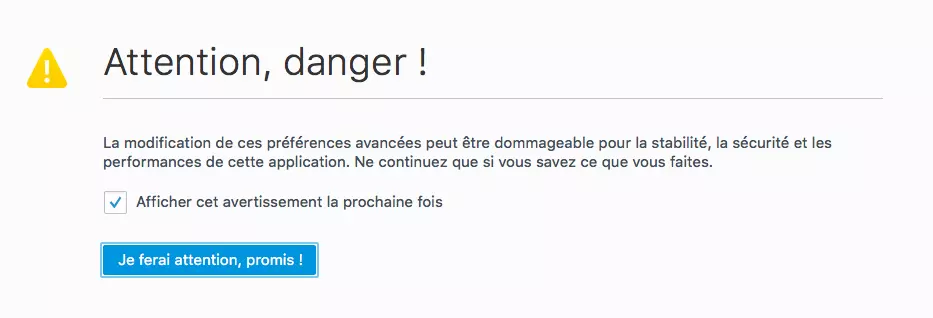 Attention, danger !
La modification de ces préférences avancées peut être dommageable pour la stabilité, la sécurité et les
performances de cette application. Ne continuez que si vous savez ce que vous faites.
Afficher cet avertissement la prochaine fois
Je ferai attention, promis !